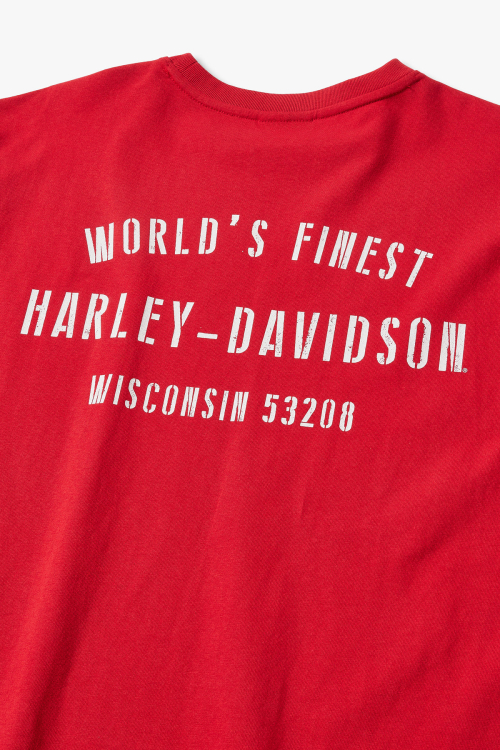 WORLD'S FINEST
HARLEY-DAVIDSON®
WISCONSIN 53208